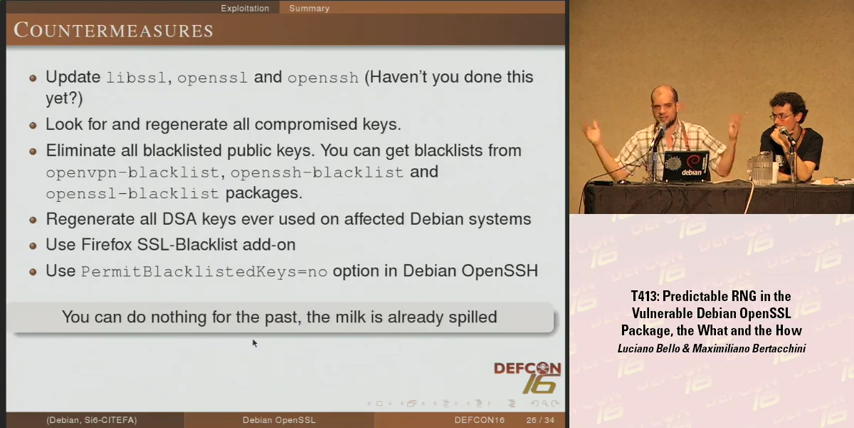 Exploitation Summary
COUNTERMEASURES
Update libssl, openssl and openssh (Haven't you done this
yet?)
Look for and regenerate all compromised keys.
Eliminate all blacklisted public keys. You can get blacklists from
openvpn-blacklist, openssh-blacklist and
openssl-blacklist packages.
Regenerate all DSA keys ever used on affected Debian systems
Use Firefox SSL-Blacklist add-on
Use PermitBlacklistedKeys=no option in Debian OpenSSH
You can do nothing for the past, the milk is already spilled
DEFCON
16
(Debian, Si6-CITEFA) Debian OpenSSL DEFCON16 26 / 34
debian
T413: Predictable RNG in the
Vulnerable Debian OpenSSL
Package, the What and the How
Luciano Bello & Maximiliano Bertacchini